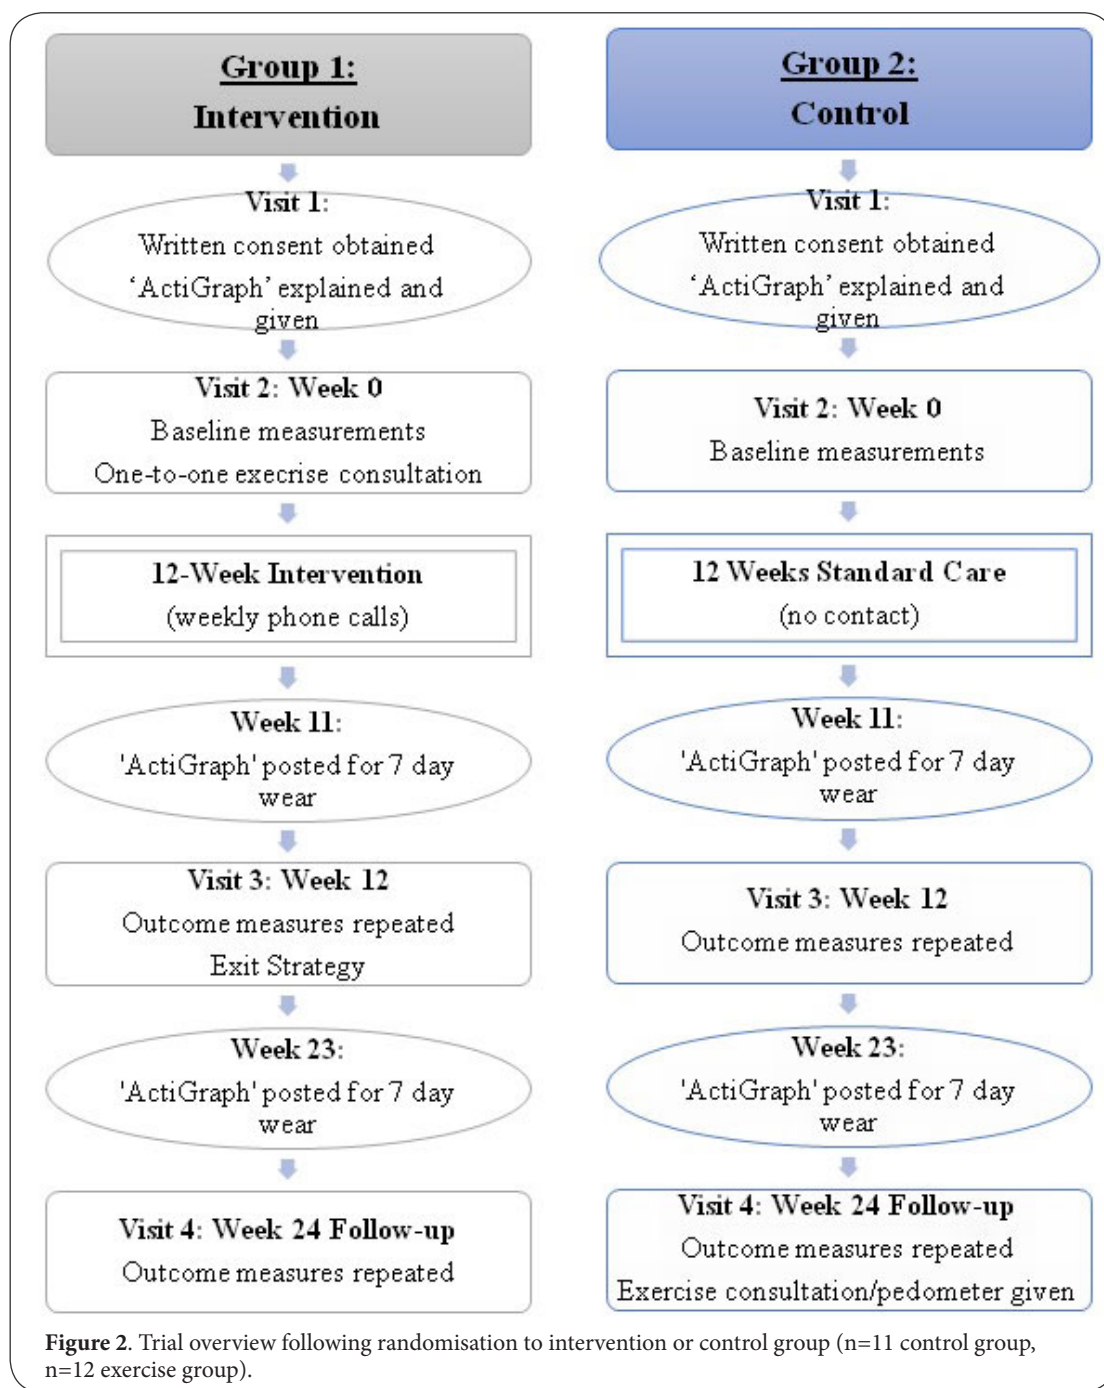 Group 1:
Intervention
Visit 1:
Written consent obtained
‘ActiGraph’ explained and
given
Visit 2: Week 0
Baseline measurements
One-to-one execrise consultation
12-Week Intervention
(weekly phone calls)
Week 11:
'ActiGraph' posted for 7 day
wear
Visit 3: Week 12
Outcome measures repeated
Exit Strategy
Week 23:
'ActiGraph' posted for 7 day
wear
Visit 4: Week 24 Follow-up
Outcome measures repeated
Group 2:
Control
Visit 1:
Written consent obtained
‘ActiGraph’ explained and
given
Visit 2: Week 0
Baseline measurements
12 Weeks Standard Care
(no contact)
Week 11:
'ActiGraph' posted for 7 day
wear
Visit 3: Week 12
Outcome measures repeated
Week 23:
'ActiGraph' posted for 7 day
wear
Visit 4: Week 24 Follow-up
Outcome measures repeated
Exercise consultation/pedometer given
Figure 2. Trial overview following randomisation to intervention or control group (n=11 control group,
n=12 exercise group).